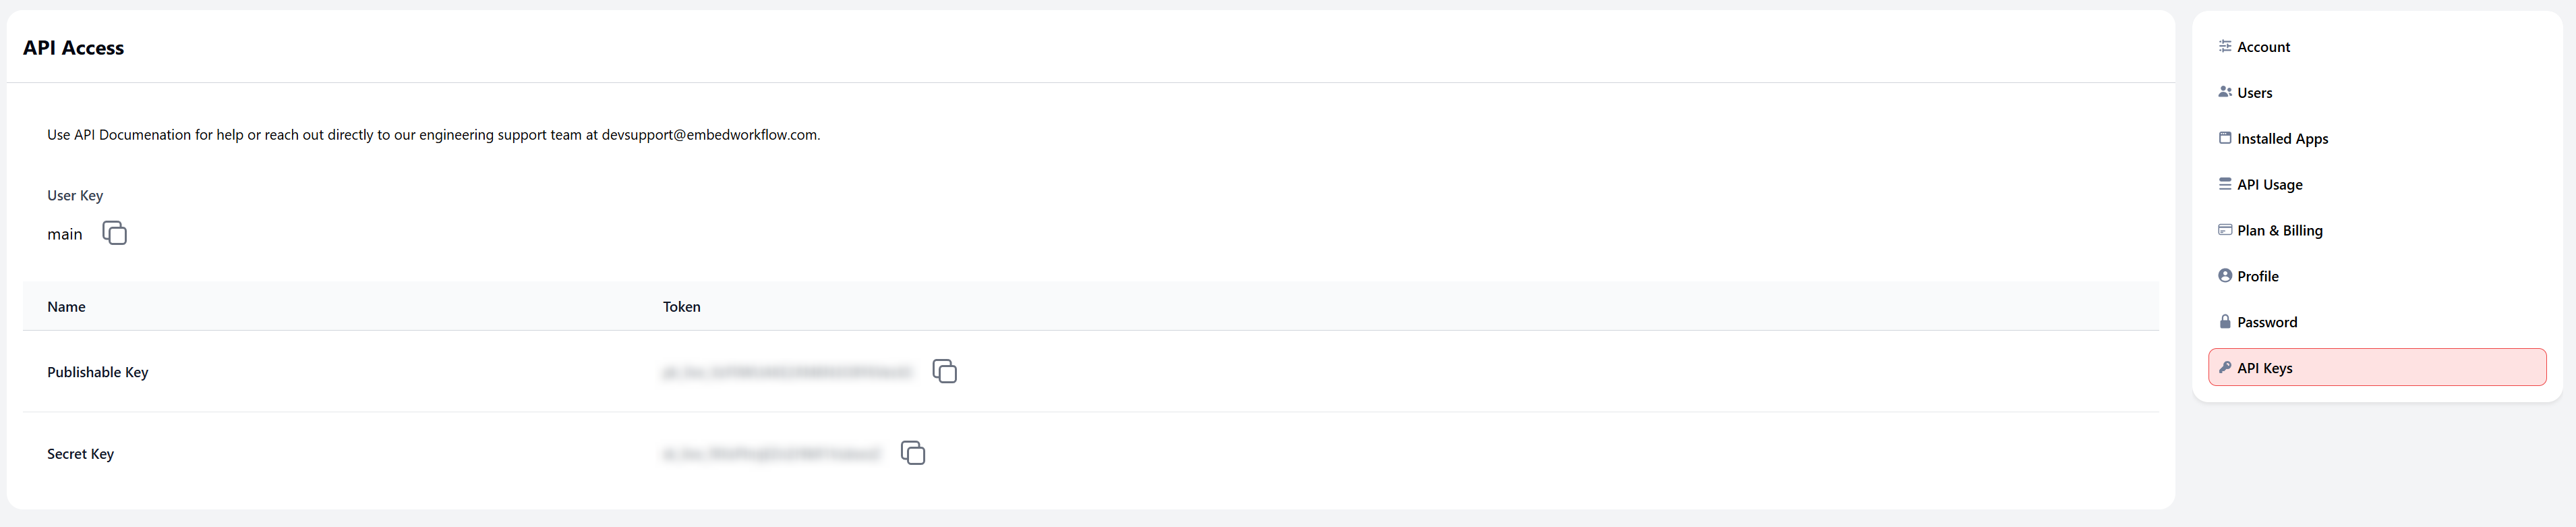 API Access
Use API Documenation for help or reach out directly to our engineering support team at devsupport@embedworkflow.com.
User Key
main
Name Token
Publishable Key
Secret Key
Account
Users
Installed Apps
API Usage
Plan & Billing
Profile
Password
API Keys